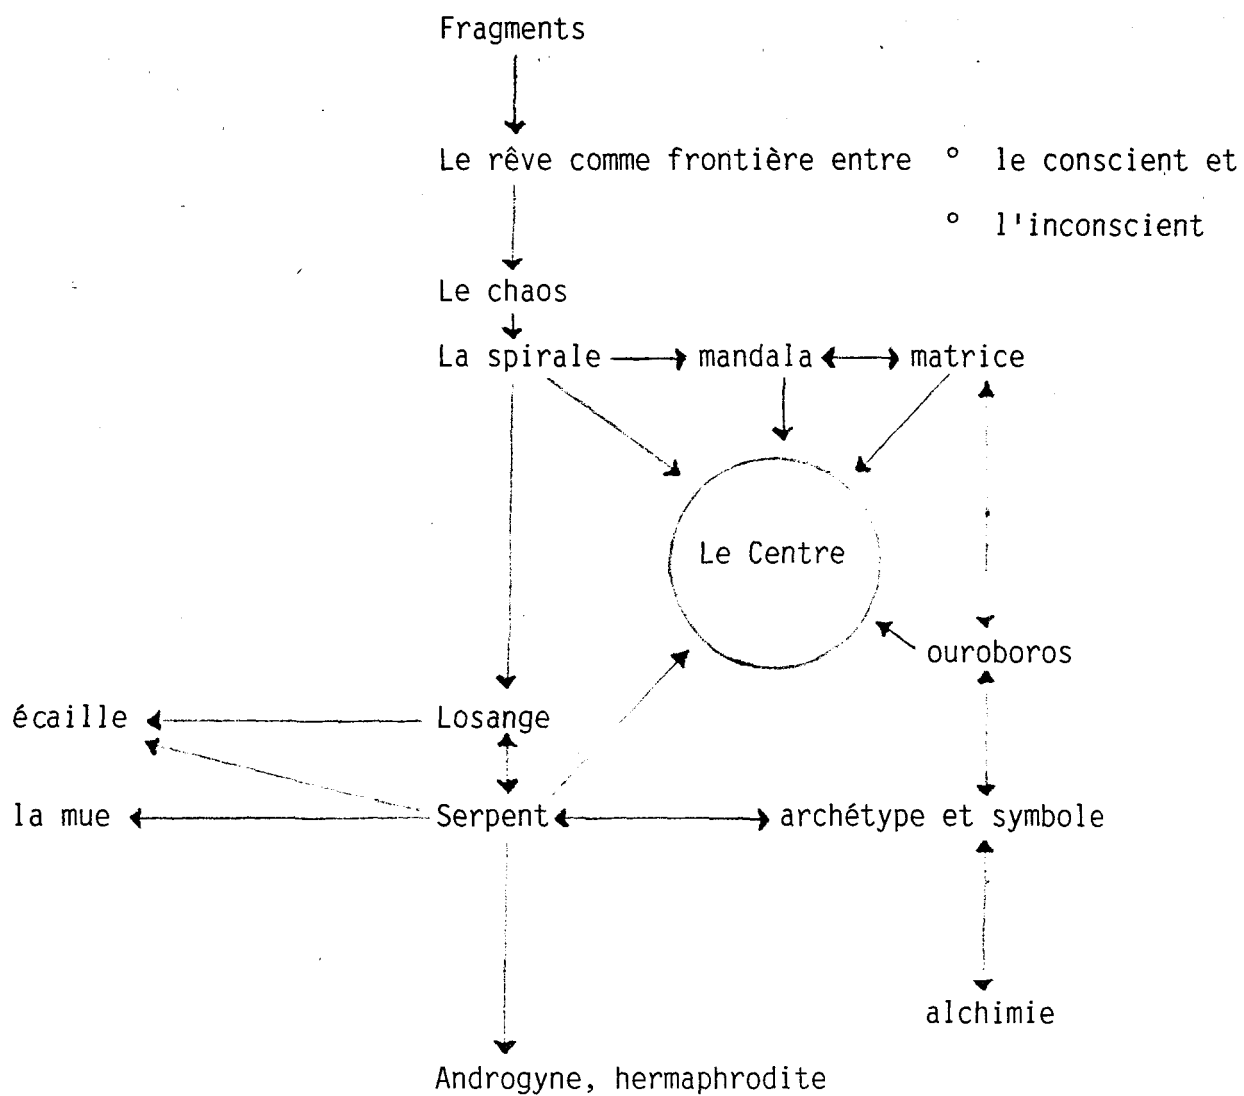 Fragments
Le rêve comme frontière entre ° le conscient et
° l'inconscient
Le chaos
La spirale mandala matrice
Le Centre
ouroboros
écaille Losange
la mue Serpent archétype et symbole
alchimie
Androgyne, hermaphrodite